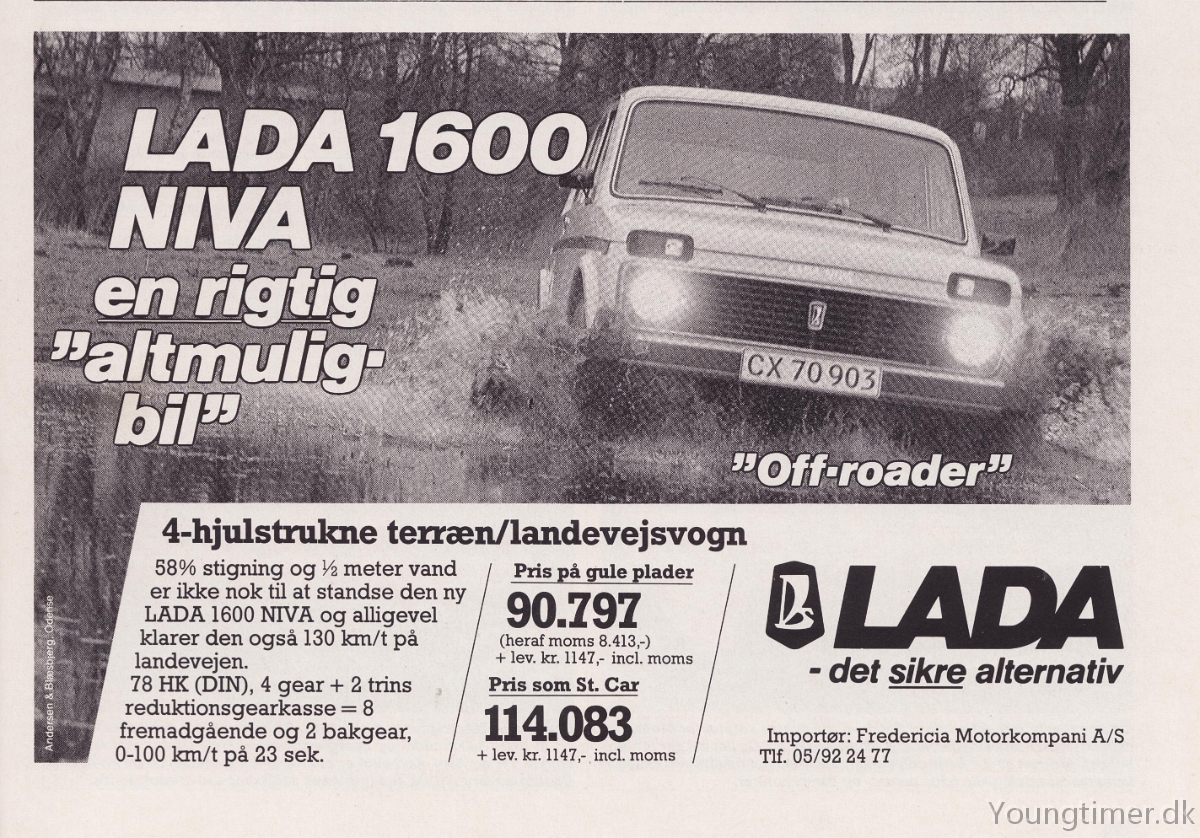 LADA 1600
NIVA
en rigtig
”altmulig-
bil”
CX 70 903
”Off-roader”
4-hjulstrukne terræn/landevejsvogn
58% stigning og ½ meter vand
er ikke nok til at standse den ny
LADA 1600 NIVA og alligevel
klarer den også 130 km/t på
landevejen.
78 HK (DIN), 4 gear + 2 trins
reduktionsgearkasse = 8
fremadgående og 2 bakgear,
0-100 km/t på 23 sek.
Pris på gule plader
90.797
(heraf moms 8.413,-)
+ lev. kr. 1147,- incl. moms
Pris som St. Car
114.083
+ lev. kr. 1147,- incl. moms
LADA
- det sikre alternativ
Importør: Fredericia Motorkompani A/S
Tlf. 05/92 24 77
Andersen & Blæsbjerg, Odense
Youngtimer.dk